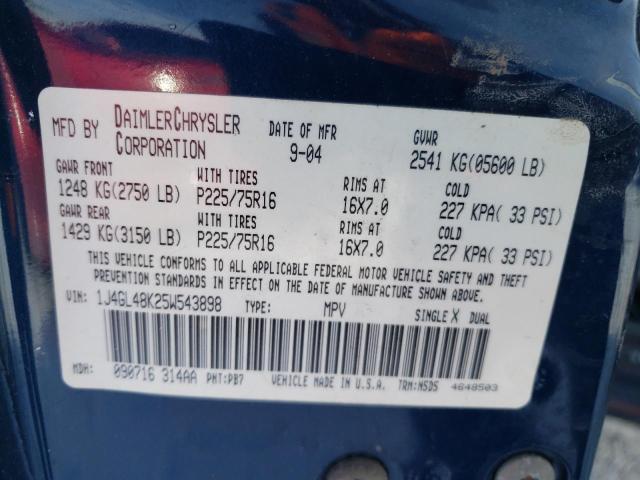 MFD BY DAIMLERCHRYSLER CORPORATION DATE OF MFR 9-04 GVWR 2541 KG(05600 LB)
GAWR FRONT WITH TIRES RIMS AT COLD
1248 KG(2750 LB) P225/75R16 16X7.0 227 KPA( 33 PSI)
GAWR REAR WITH TIRES RIMS AT COLD
1429 KG(3150 LB) P225/75R16 16X7.0 227 KPA( 33 PSI)
THIS VEHICLE CONFORMS TO ALL APPLICABLE FEDERAL MOTOR VEHICLE SAFETY AND THEFT
PREVENTION STANDARDS IN EFFECT ON THE DATE OF MANUFACTURE SHOWN ABOVE.
VIN: 1J4GL48K25W543898 TYPE: MPV SINGLE X DUAL
MDH: 090716 314AA PNT:PB7 VEHICLE MADE IN U.S.A. TRM:N5D5 4648503